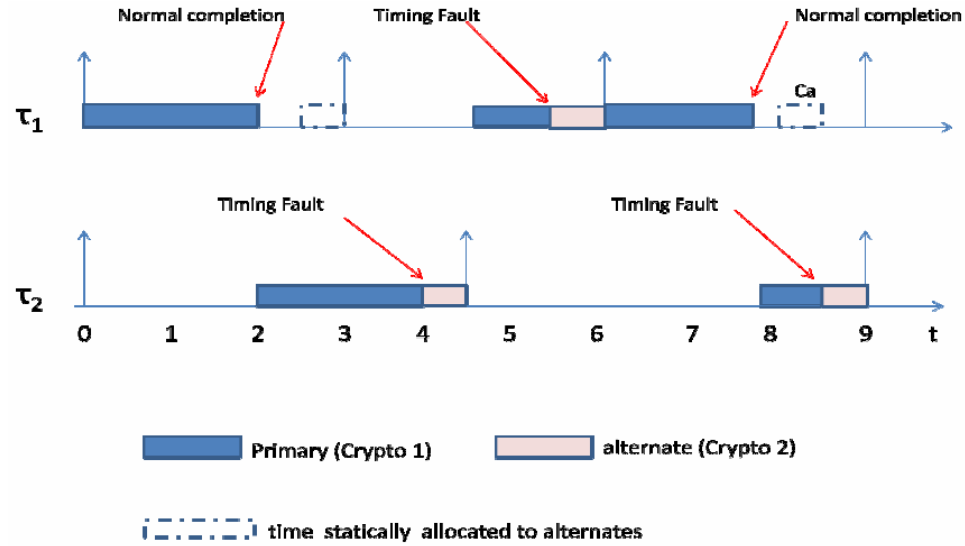 Normal completion Timing Fault Normal completion
Ca
τ1
Timing Fault Timing Fault
τ2
0 1 2 3 4 5 6 7 8 9 t
Primary (Crypto 1) alternate (Crypto 2)
time statically allocated to alternates